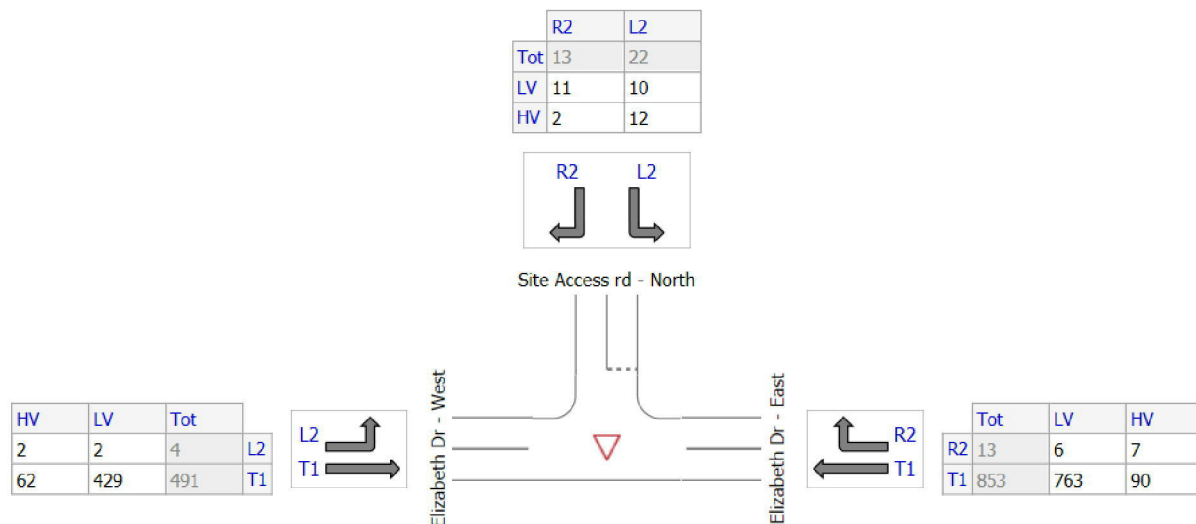 R2 L2
Tot 13 22
LV 11 10
HV 2 12
R2 L2
Site Access rd - North
HV LV Tot
2 2 4 L2
62 429 491 T1
L2
T1
Elizabeth Dr - West
Elizabeth Dr - East
R2
T1
Tot LV HV
R2 13 6 7
T1 853 763 90